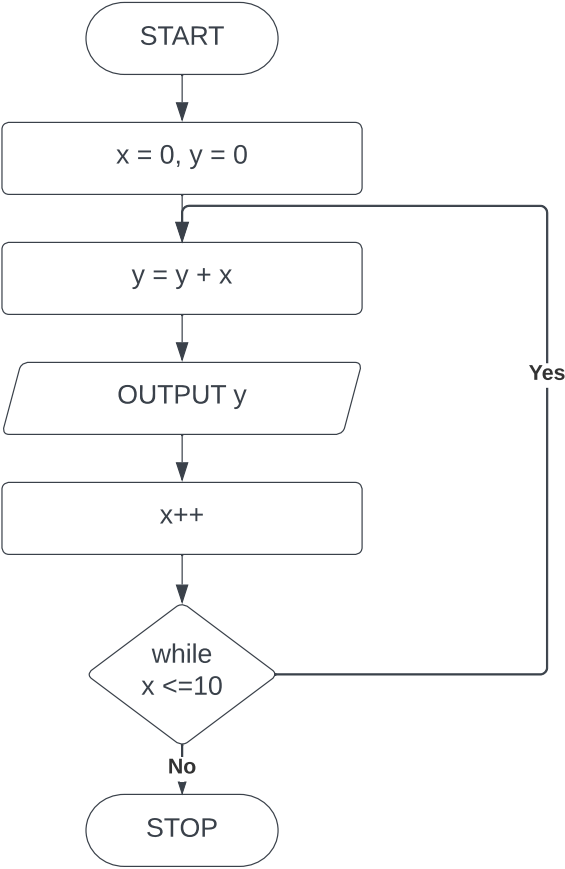 START
x = 0, y = 0
y = y + x
OUTPUT y
x++
while
x <=10
Yes
No
STOP